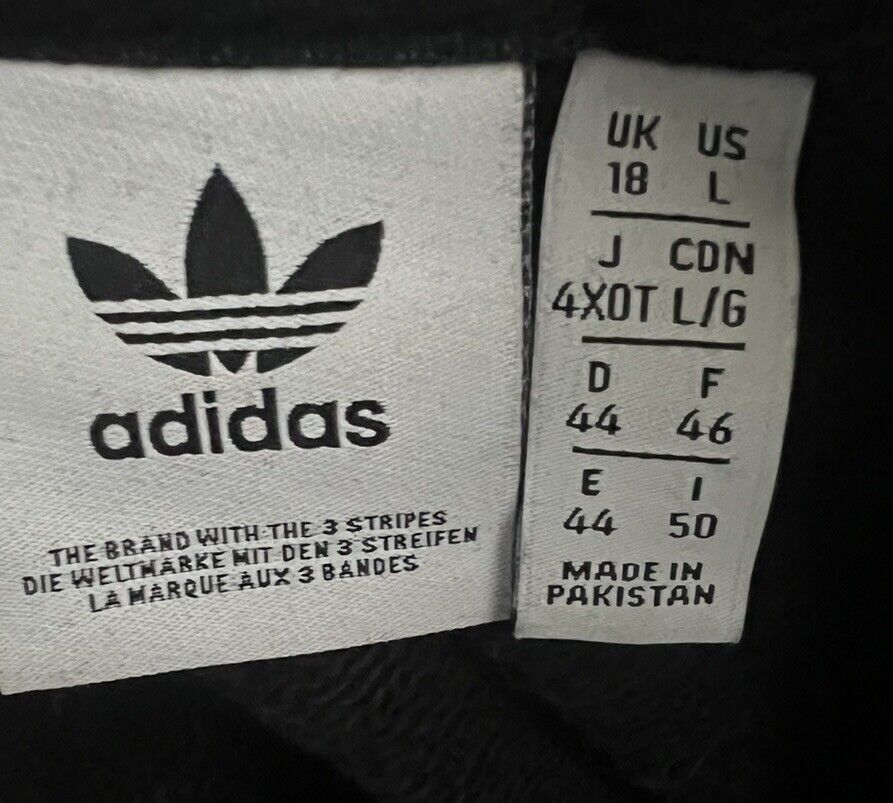 adidas
THE BRAND WITH THE 3 STRIPES
DIE WELTMARKE MIT DEN 3 STREIFEN
LA MARQUE AUX 3 BANDES
UK US
18 L
J CDN
4XOT L/G
D F
44 46
E I
44 50
MADE IN
PAKISTAN